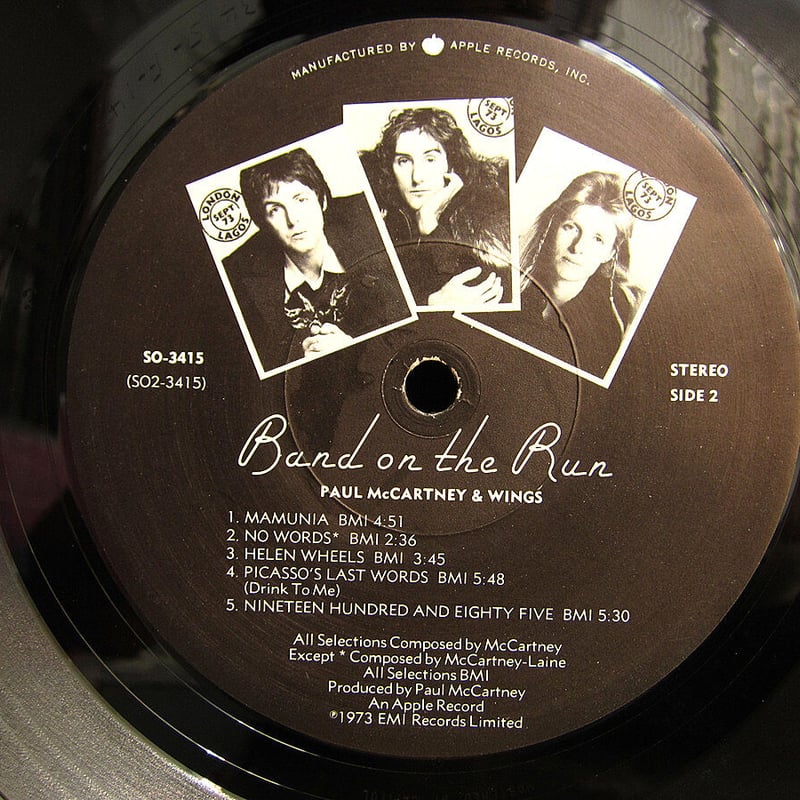 MANUFACTURED BY APPLE RECORDS, INC.
LONDON
SEPT
73
LAGOS
SEPT
73
LAGOS
LONDON
SEPT
73
LAGOS
SO-3415
(SO2-3415)
STEREO
SIDE 2
Band on the Run
PAUL McCARTNEY & WINGS
1. MAMUNIA BMI 4:51
2. NO WORDS* BMI 2:36
3. HELEN WHEELS BMI 3:45
4. PICASSO'S LAST WORDS BMI 5:48
(Drink To Me)
5. NINETEEN HUNDRED AND EIGHTY FIVE BMI 5:30
All Selections Composed by McCartney
Except * Composed by McCartney-Laine
All Selections BMI
Produced by Paul McCartney
An Apple Record
℗1973 EMI Records Limited